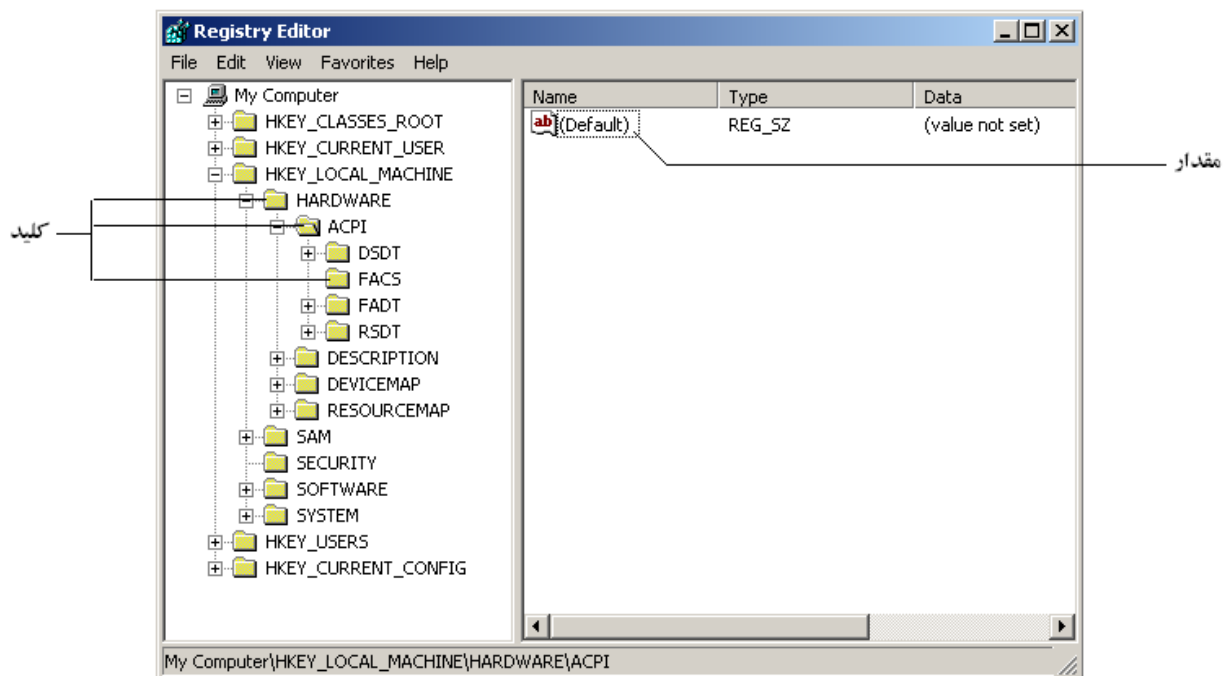 Registry Editor
File Edit View Favorites Help
My Computer
HKEY_CLASSES_ROOT
HKEY_CURRENT_USER
HKEY_LOCAL_MACHINE
HARDWARE
ACPI
DSDT
FACS
FADT
RSDT
DESCRIPTION
DEVICEMAP
RESOURCEMAP
SAM
SECURITY
SOFTWARE
SYSTEM
HKEY_USERS
HKEY_CURRENT_CONFIG
Name Type Data
ab (Default) REG_SZ (value not set)
مقدار
کلید
My Computer\HKEY_LOCAL_MACHINE\HARDWARE\ACPI